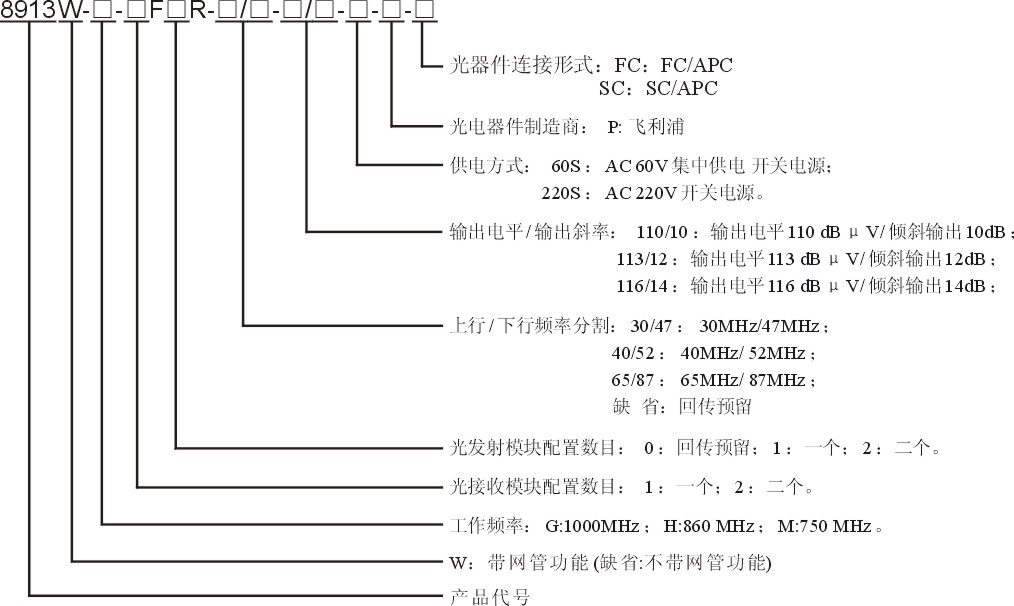 8913W-□-□F□R-□/□-□/□-□-□-□
光器件连接形式：FC：FC/APC
SC：SC/APC
光电器件制造商：P: 飞利浦
供电方式：60S：AC 60V 集中供电 开关电源；
220S：AC 220V 开关电源。
输出电平/输出斜率：110/10：输出电平110 dB μ V/倾斜输出10dB；
113/12：输出电平113 dB μ V/倾斜输出12dB；
116/14：输出电平116 dB μ V/倾斜输出14dB；
上行/下行频率分割：30/47：30MHz/47MHz；
40/52：40MHz/ 52MHz；
65/87：65MHz/ 87MHz；
缺 省：回传预留
光发射模块配置数目：0：回传预留；1：一个；2：二个。
光接收模块配置数目：1：一个；2：二个。
工作频率：G:1000MHz；H:860 MHz；M:750 MHz。
W：带网管功能 (缺省:不带网管功能)
产品代号